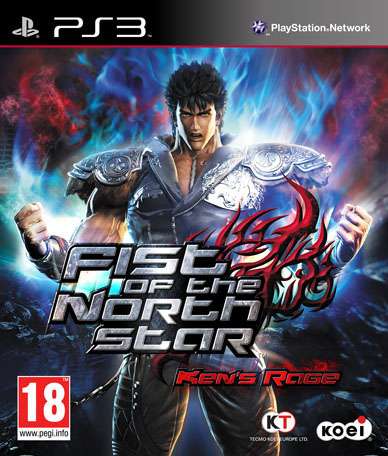 PS3
PlayStation®Network
FIST
OF the
NORTH
STAR
KEN'S RAGE
18
www.pegi.info
KT
TECMO KOEI EUROPE LTD.
KOEI